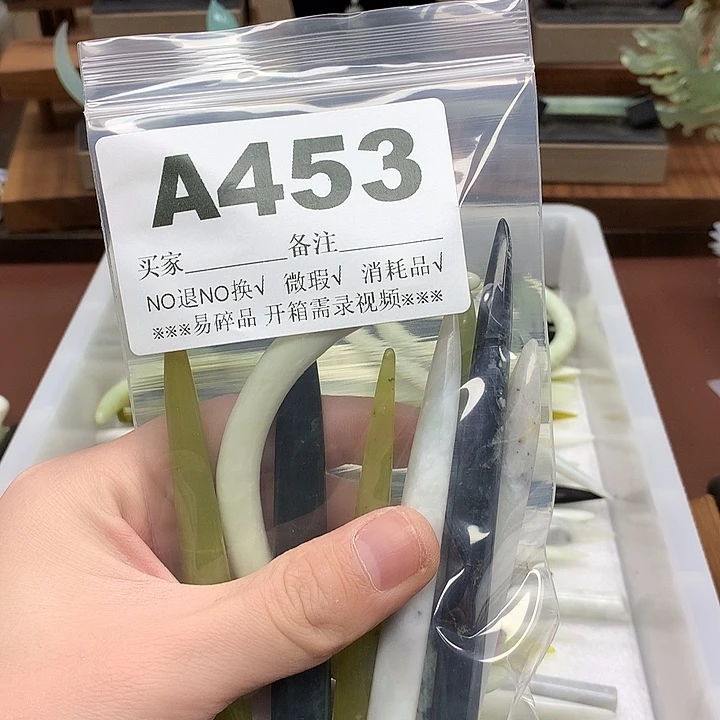 A453
买家________备注________
NO退NO换√ 微瑕√ 消耗品√
※※※易碎品 开箱需录视频※※※